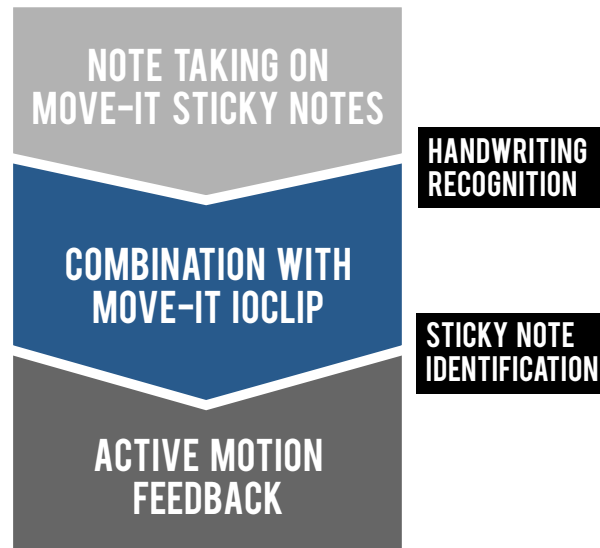 NOTE TAKING ON
MOVE-IT STICKY NOTES
HANDWRITING
RECOGNITION
COMBINATION WITH
MOVE-IT IOCLIP
STICKY NOTE
IDENTIFICATION
ACTIVE MOTION
FEEDBACK